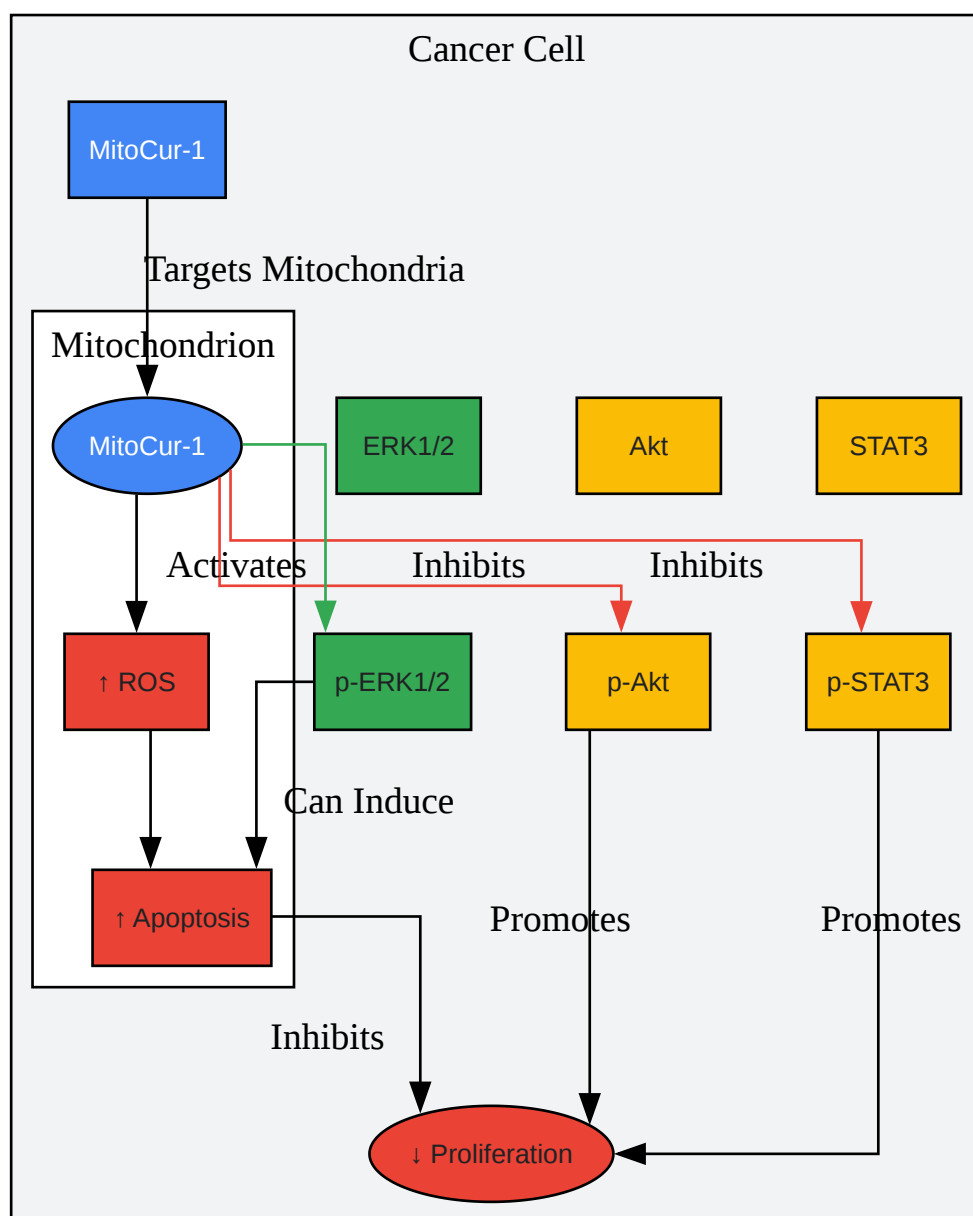 Cancer Cell
MitoCur-1
Targets Mitochondria
Mitochondrion
MitoCur-1
ERK1/2
Akt
STAT3
Activates
Inhibits
Inhibits
↑ ROS
p-ERK1/2
p-Akt
p-STAT3
Can Induce
↑ Apoptosis
Promotes
Promotes
Inhibits
↓ Proliferation